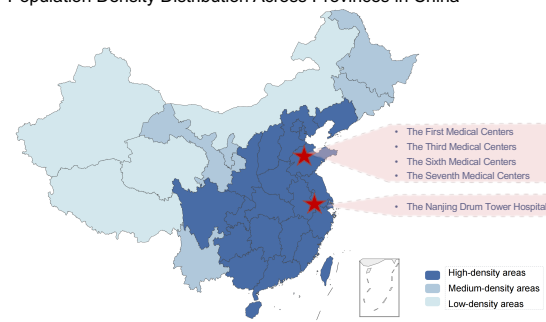 Population Density Distribution Across Provinces in China
• The First Medical Centers
• The Third Medical Centers
• The Sixth Medical Centers
• The Seventh Medical Centers
• The Nanjing Drum Tower Hospital
High-density areas
Medium-density areas
Low-density areas